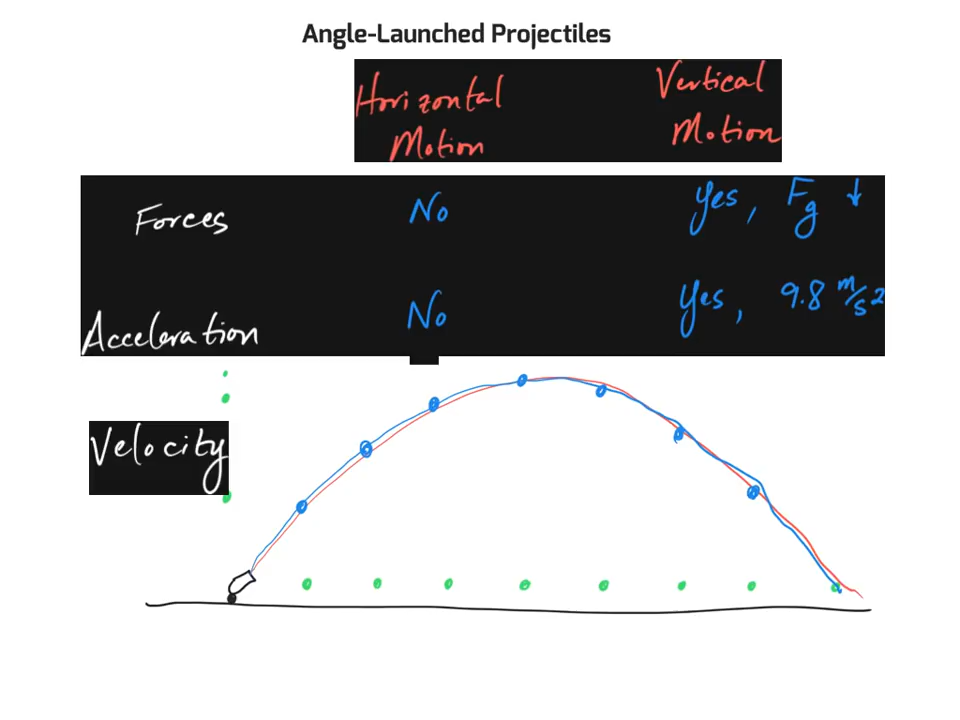 Angle-Launched Projectiles
Horizontal Motion
Vertical Motion
Forces No Yes, Fg ↓
Acceleration No Yes, 9.8 m/s2
Velocity